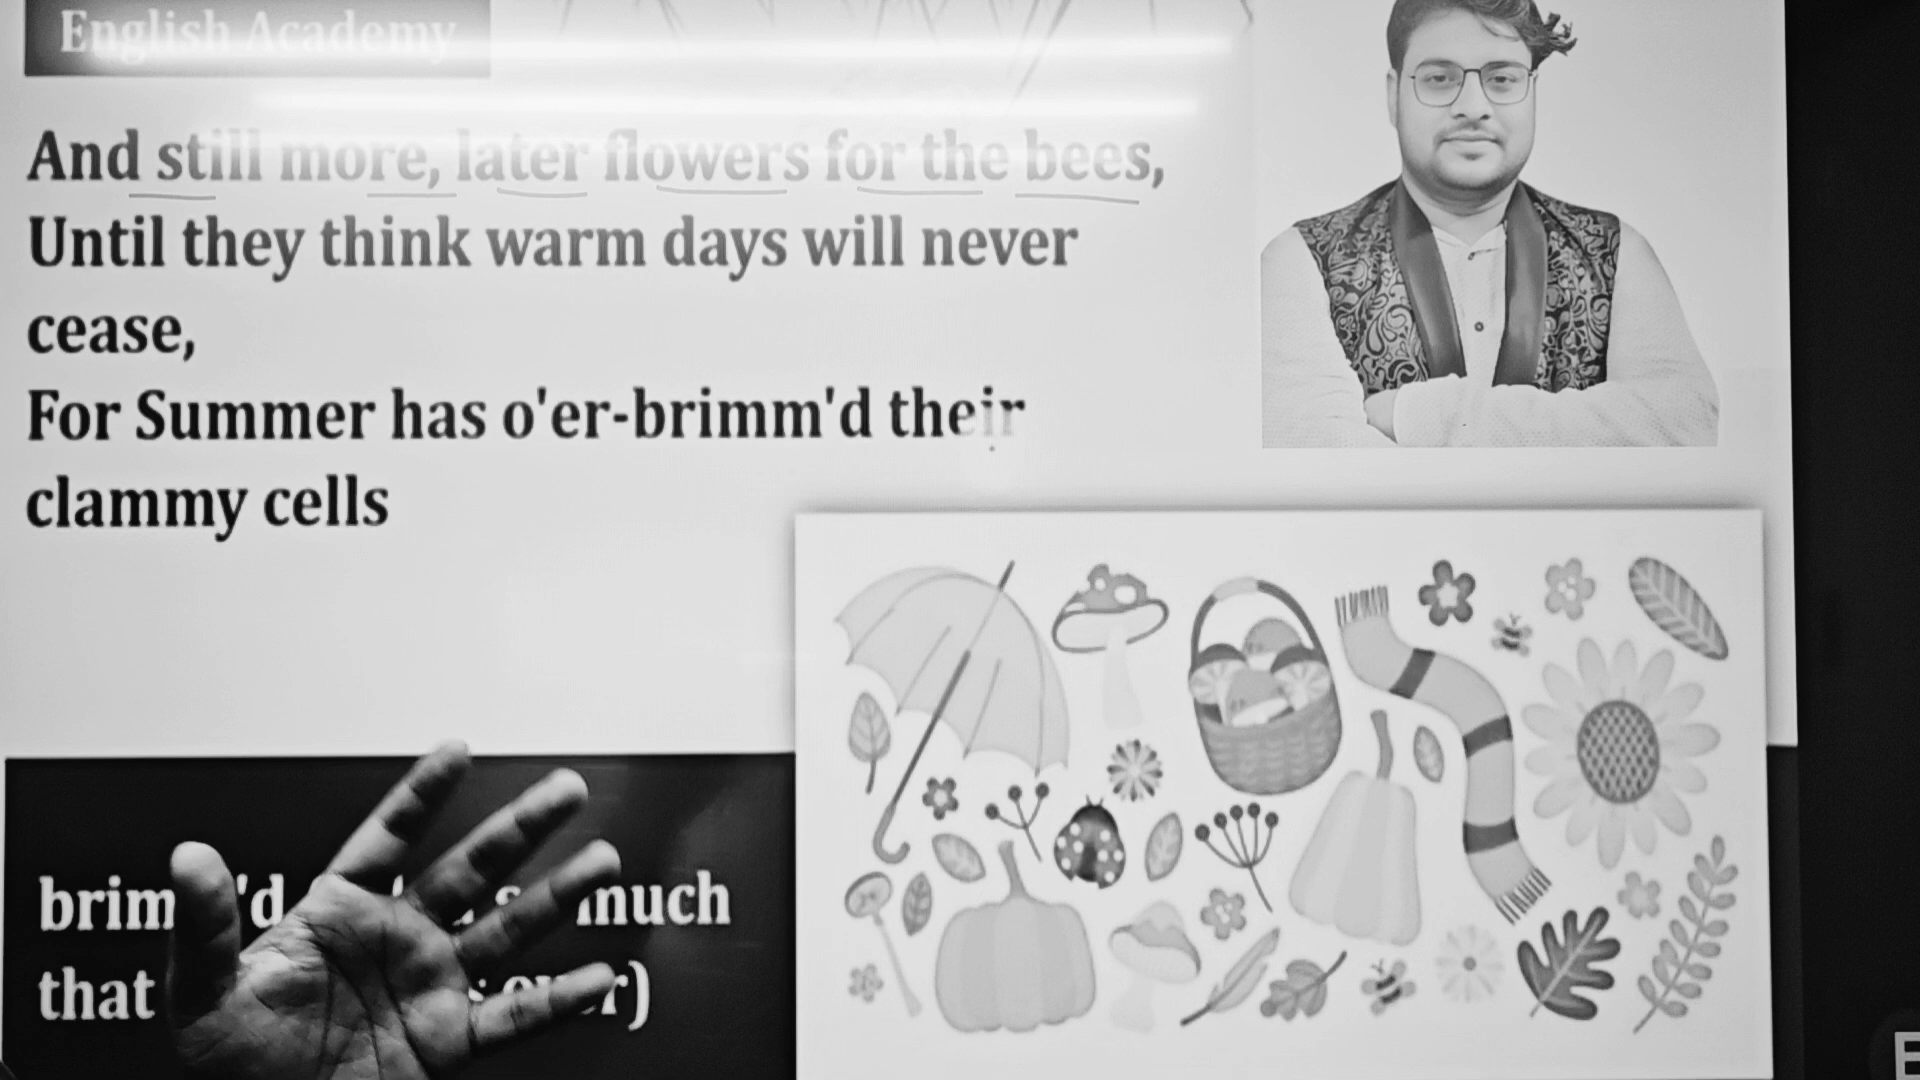 English Academy
And still more, later flowers for the bees,
Until they think warm days will never
cease,
For Summer has o'er-brimm'd their
clammy cells
brim 'd much
that